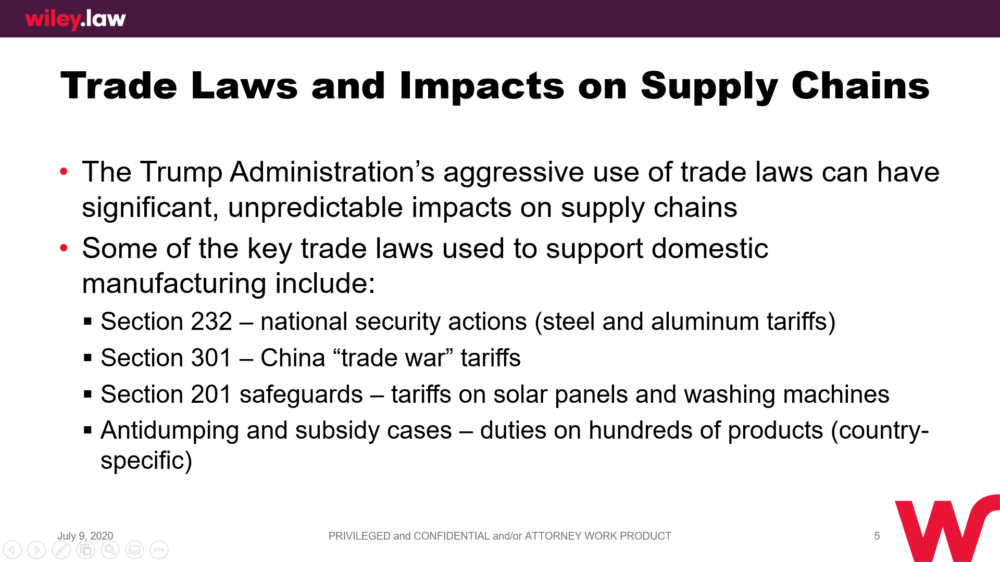 wiley.law
Trade Laws and Impacts on Supply Chains
• The Trump Administration’s aggressive use of trade laws can have
significant, unpredictable impacts on supply chains
• Some of the key trade laws used to support domestic
manufacturing include:
▪ Section 232 – national security actions (steel and aluminum tariffs)
▪ Section 301 – China “trade war” tariffs
▪ Section 201 safeguards – tariffs on solar panels and washing machines
▪ Antidumping and subsidy cases – duties on hundreds of products (country-
specific)
July 9, 2020
PRIVILEGED and CONFIDENTIAL and/or ATTORNEY WORK PRODUCT
5
w